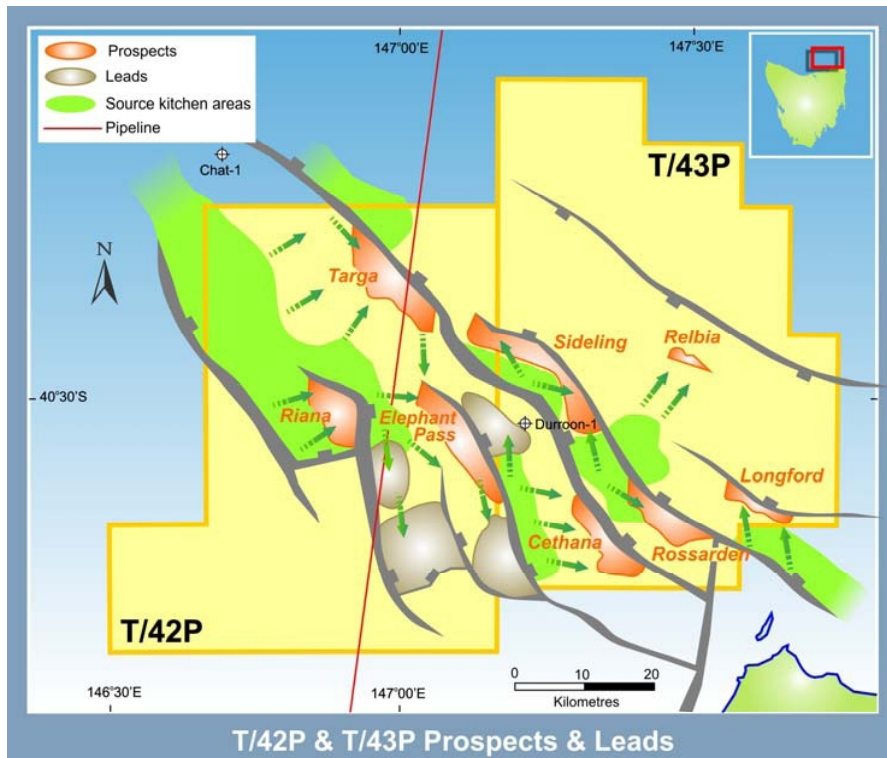 147°00'E
147°30'E
Prospects
Leads
Source kitchen areas
Pipeline
Chat-1
T/43P
N
Targa
Sideling
Relbia
40°30'S
Riana
Elephant
Pass
Durroon-1
Longford
Cethana
Rossarden
T/42P
146°30'E
147°00'E
0 10 20
Kilometres
T/42P & T/43P Prospects & Leads